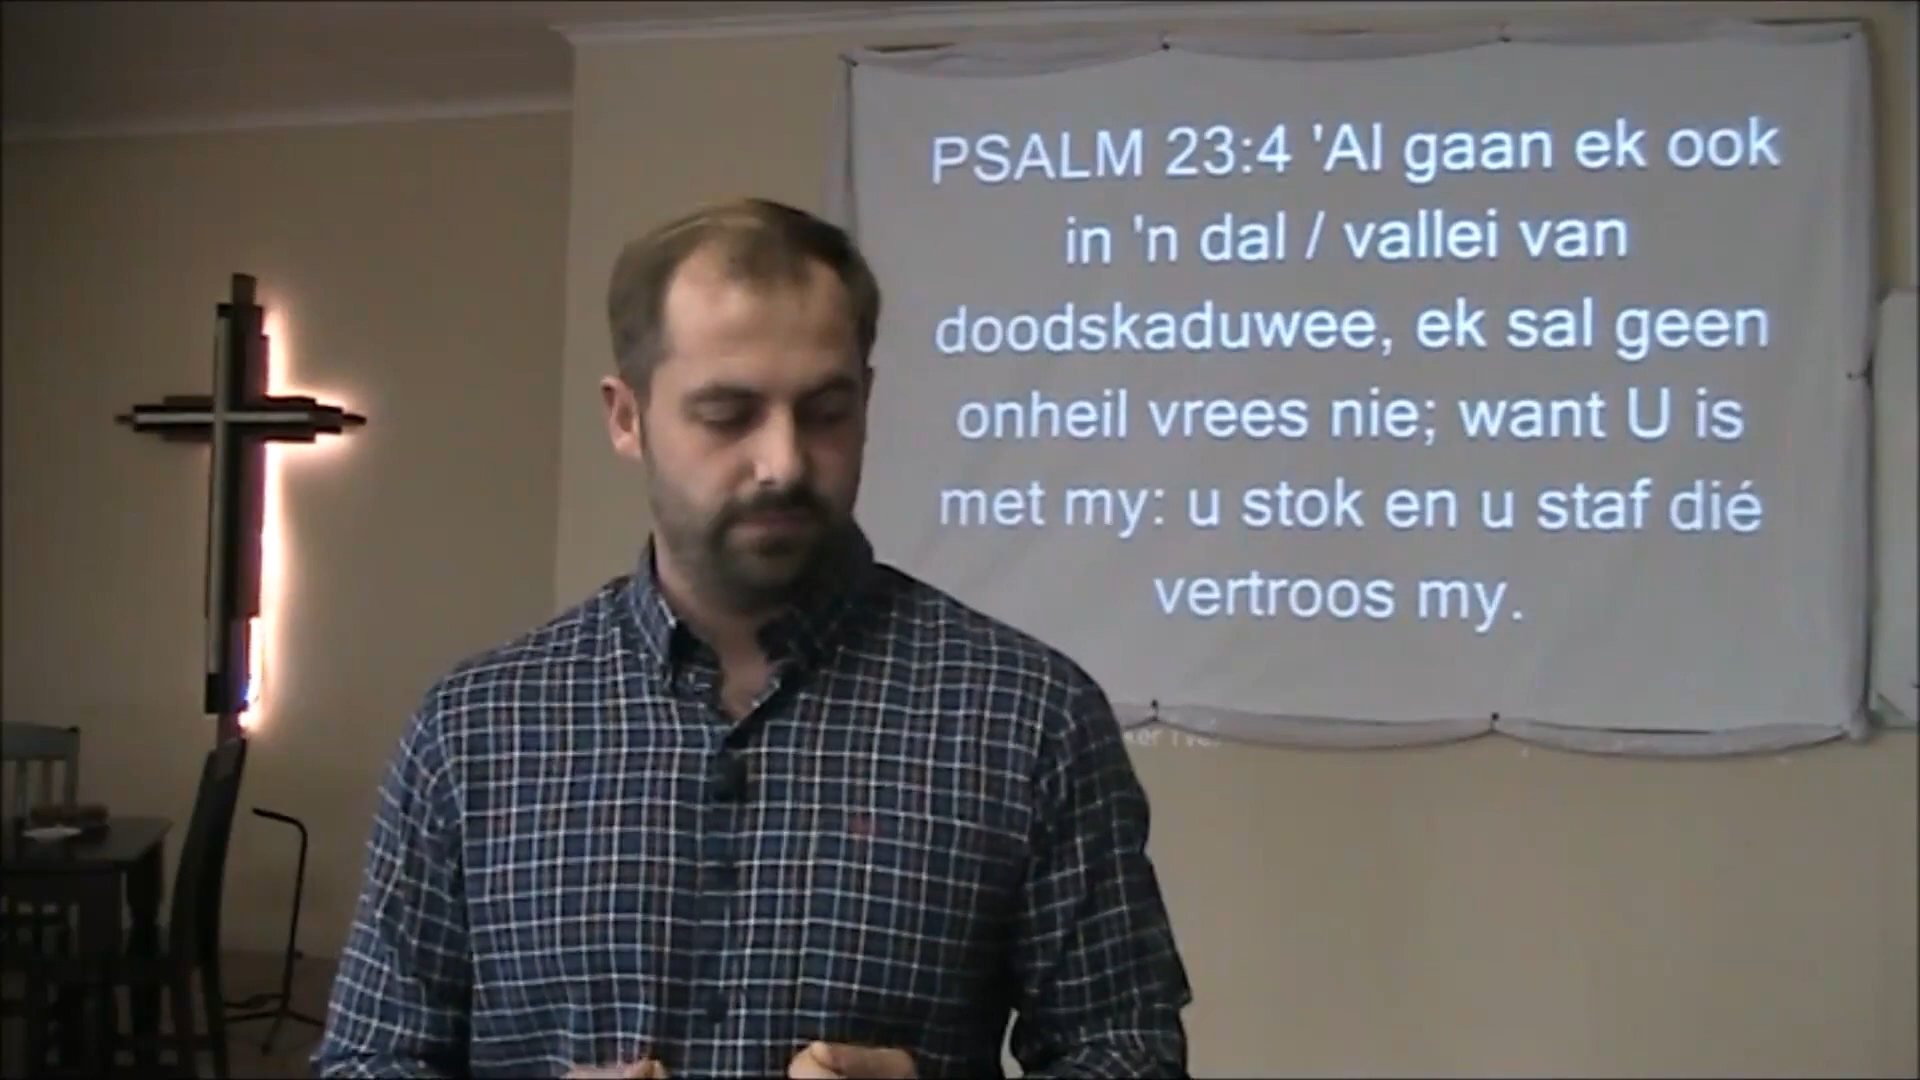 PSALM 23:4 'Al gaan ek ook
in 'n dal / vallei van
doodskaduwee, ek sal geen
onheil vrees nie; want U is
met my: u stok en u staf dié
vertroos my.